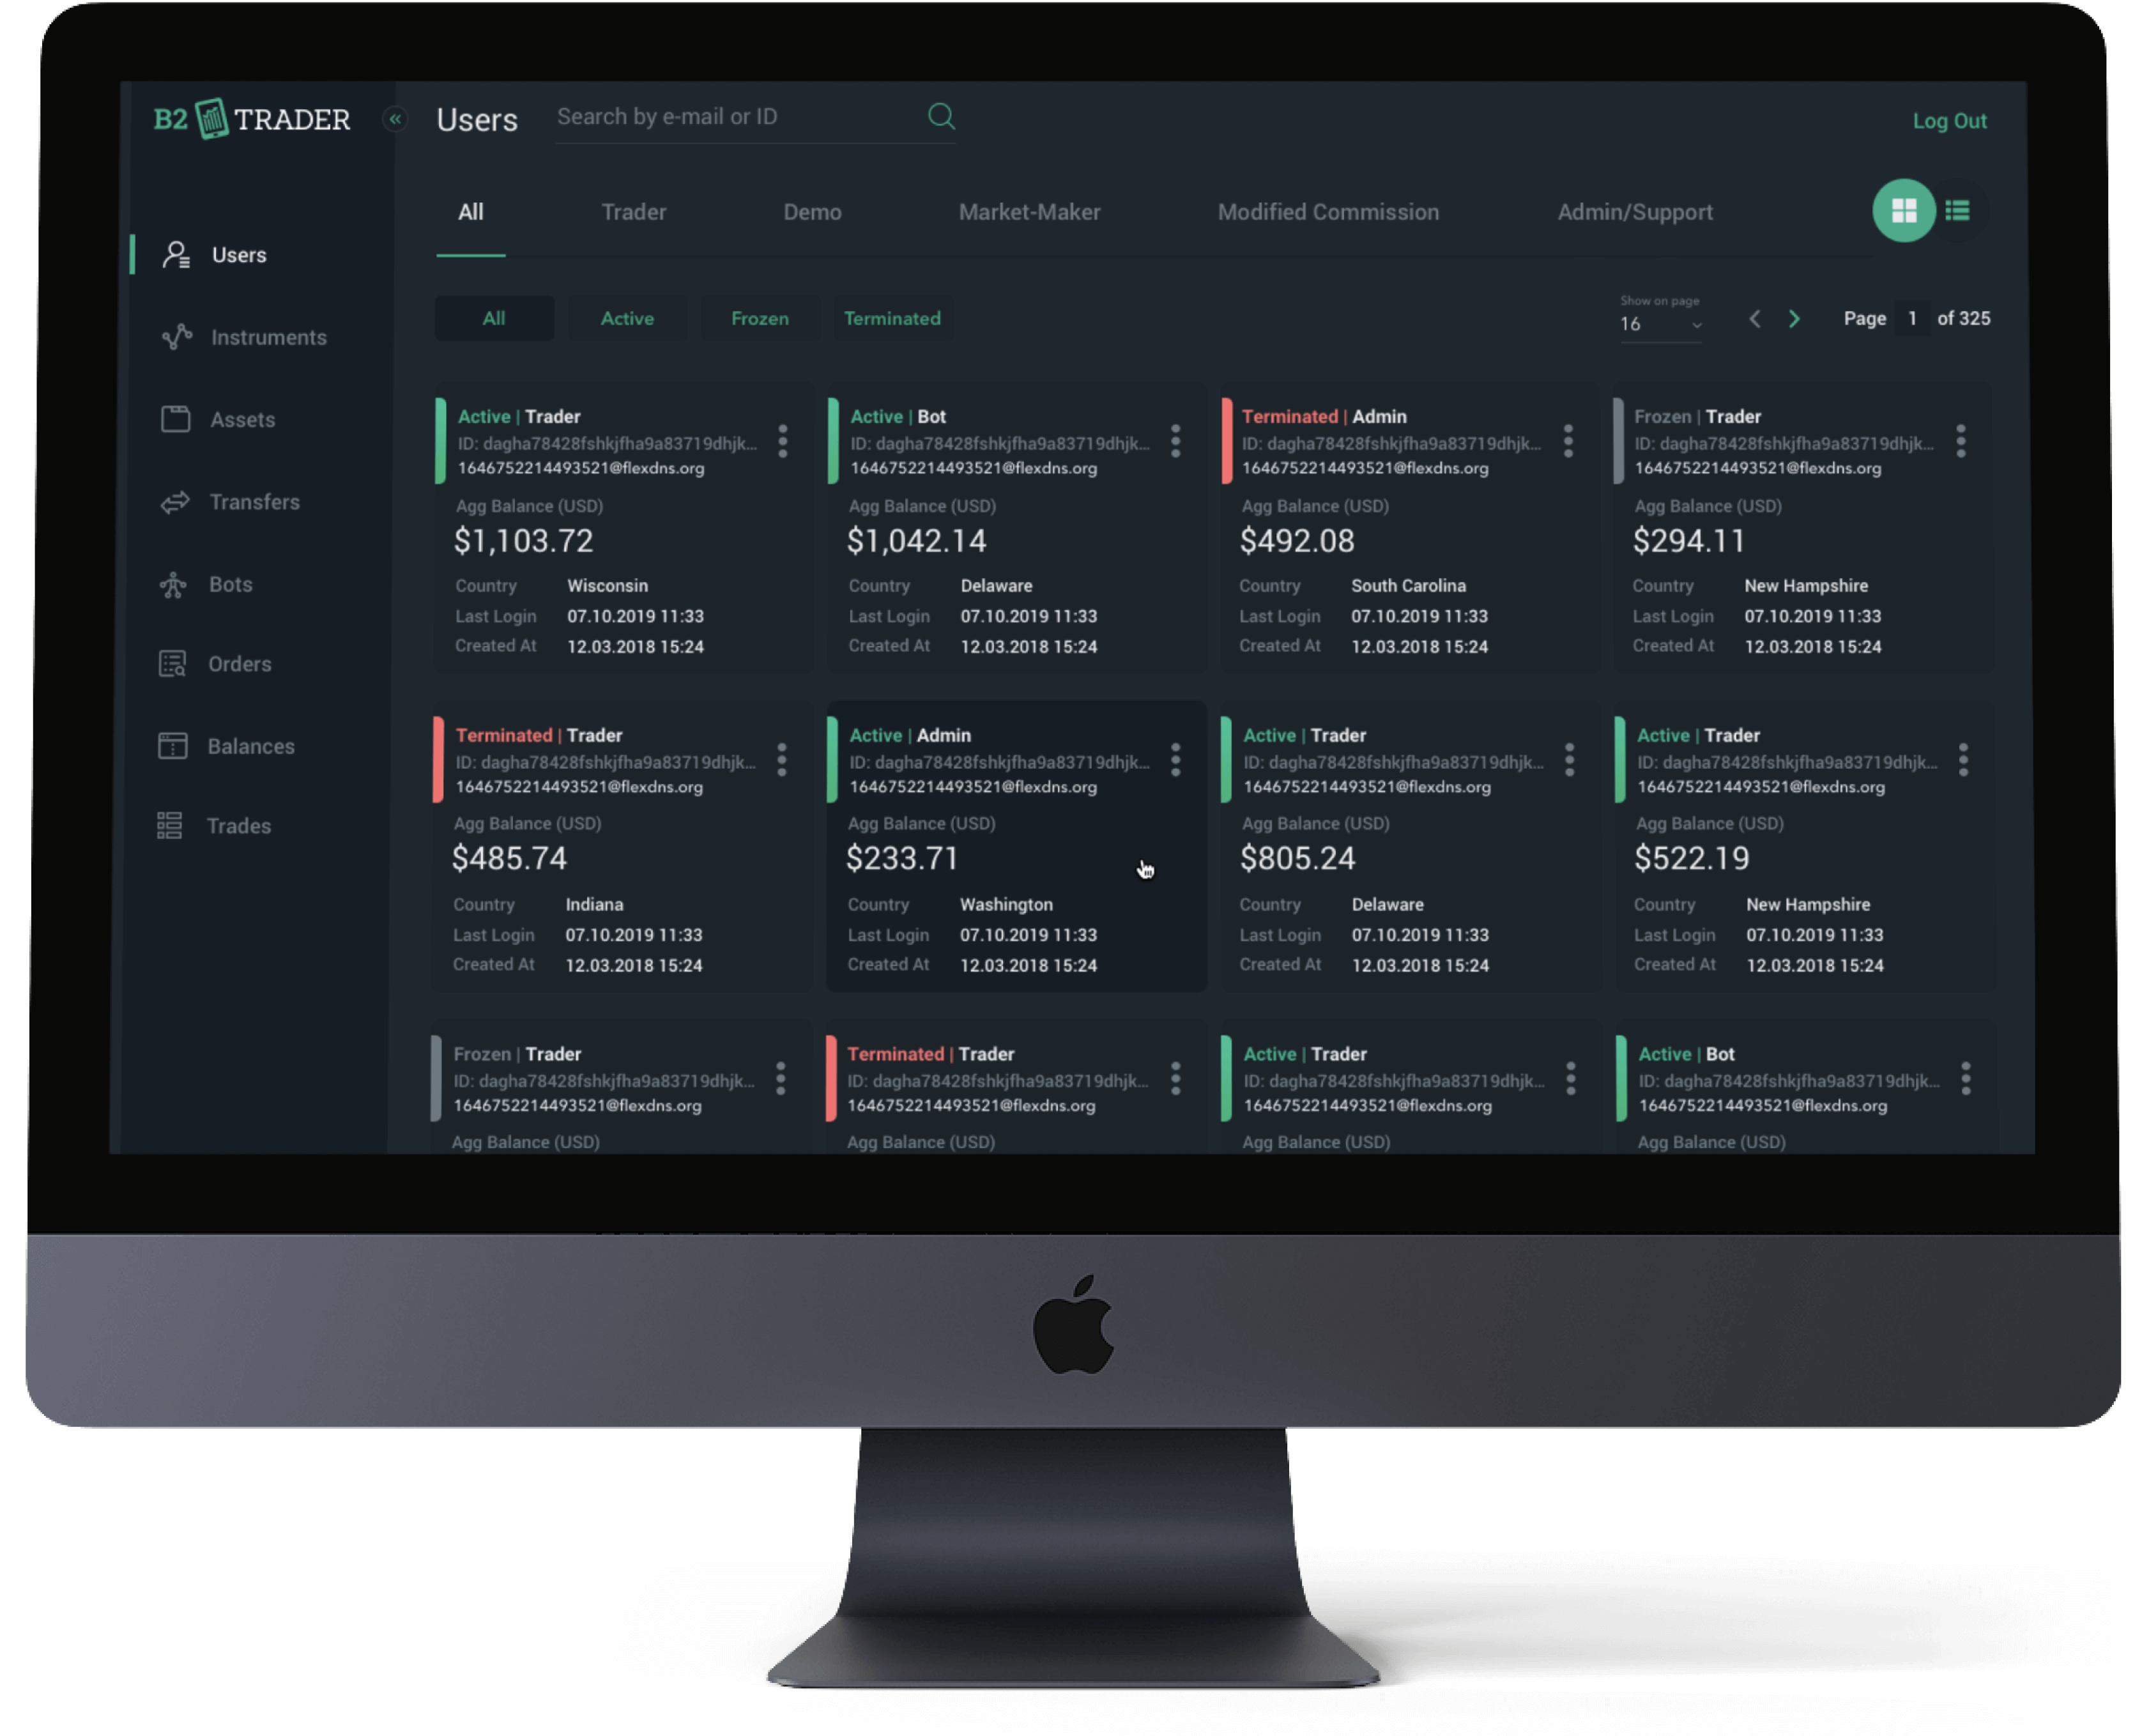 B2 TRADER
Users
Search by e-mail or ID
Log Out
All Trader Demo Market-Maker Modified Commission Admin/Support
Users
Instruments
Assets
Transfers
Bots
Orders
Balances
Trades
All Active Frozen Terminated
Show on page
16
Page 1 of 325
Active | Trader
ID: dagha78428fshkjfha9a83719dhjk...
1646752214493521@flexdns.org
Agg Balance (USD)
$1,103.72
Country Wisconsin
Last Login 07.10.2019 11:33
Created At 12.03.2018 15:24
Active | Bot
ID: dagha78428fshkjfha9a83719dhjk...
1646752214493521@flexdns.org
Agg Balance (USD)
$1,042.14
Country Delaware
Last Login 07.10.2019 11:33
Created At 12.03.2018 15:24
Terminated | Admin
ID: dagha78428fshkjfha9a83719dhjk...
1646752214493521@flexdns.org
Agg Balance (USD)
$492.08
Country South Carolina
Last Login 07.10.2019 11:33
Created At 12.03.2018 15:24
Frozen | Trader
ID: dagha78428fshkjfha9a83719dhjk...
1646752214493521@flexdns.org
Agg Balance (USD)
$294.11
Country New Hampshire
Last Login 07.10.2019 11:33
Created At 12.03.2018 15:24
Terminated | Trader
ID: dagha78428fshkjfha9a83719dhjk...
1646752214493521@flexdns.org
Agg Balance (USD)
$485.74
Country Indiana
Last Login 07.10.2019 11:33
Created At 12.03.2018 15:24
Active | Admin
ID: dagha78428fshkjfha9a83719dhjk...
1646752214493521@flexdns.org
Agg Balance (USD)
$233.71
Country Washington
Last Login 07.10.2019 11:33
Created At 12.03.2018 15:24
Active | Trader
ID: dagha78428fshkjfha9a83719dhjk...
1646752214493521@flexdns.org
Agg Balance (USD)
$805.24
Country Delaware
Last Login 07.10.2019 11:33
Created At 12.03.2018 15:24
Active | Trader
ID: dagha78428fshkjfha9a83719dhjk...
1646752214493521@flexdns.org
Agg Balance (USD)
$522.19
Country New Hampshire
Last Login 07.10.2019 11:33
Created At 12.03.2018 15:24
Frozen | Trader
ID: dagha78428fshkjfha9a83719dhjk...
1646752214493521@flexdns.org
Agg Balance (USD)
Terminated | Trader
ID: dagha78428fshkjfha9a83719dhjk...
1646752214493521@flexdns.org
Agg Balance (USD)
Active | Trader
ID: dagha78428fshkjfha9a83719dhjk...
1646752214493521@flexdns.org
Agg Balance (USD)
Active | Bot
ID: dagha78428fshkjfha9a83719dhjk...
1646752214493521@flexdns.org
Agg Balance (USD)